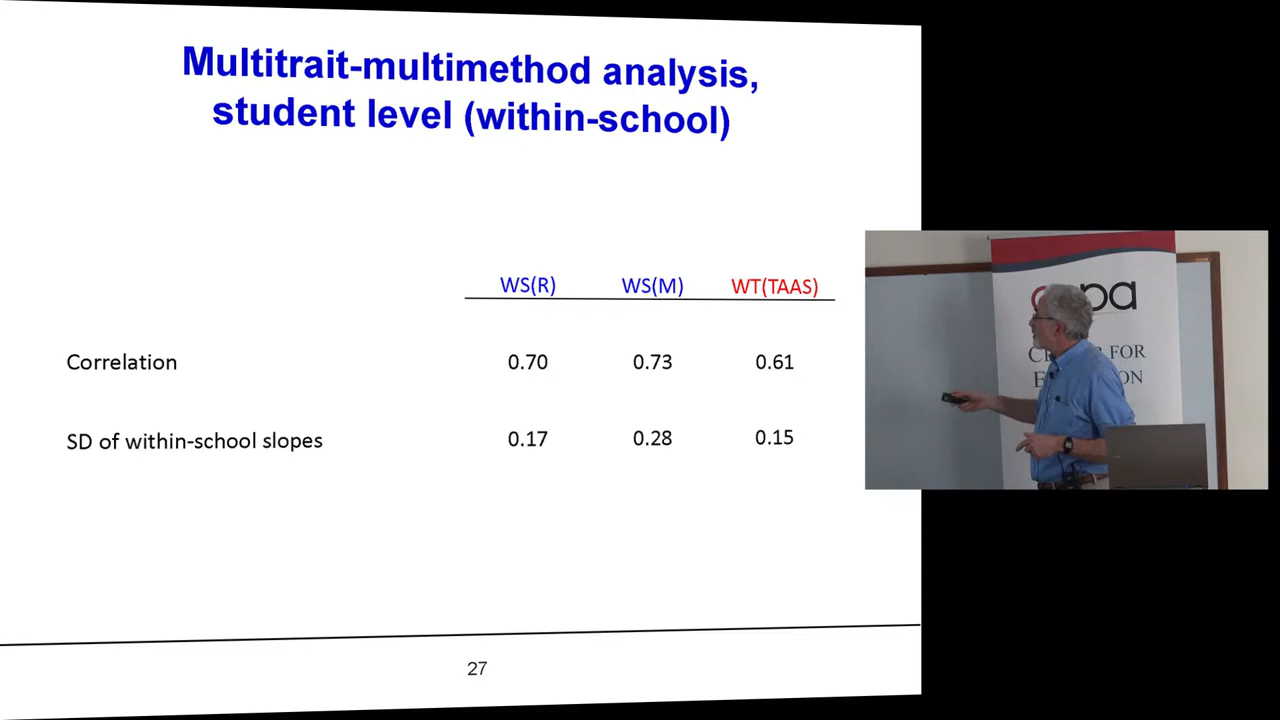 Multitrait-multimethod analysis,
student level (within-school)
WS(R) WS(M) WT(TAAS)
Correlation 0.70 0.73 0.61
SD of within-school slopes 0.17 0.28 0.15
27
FOR